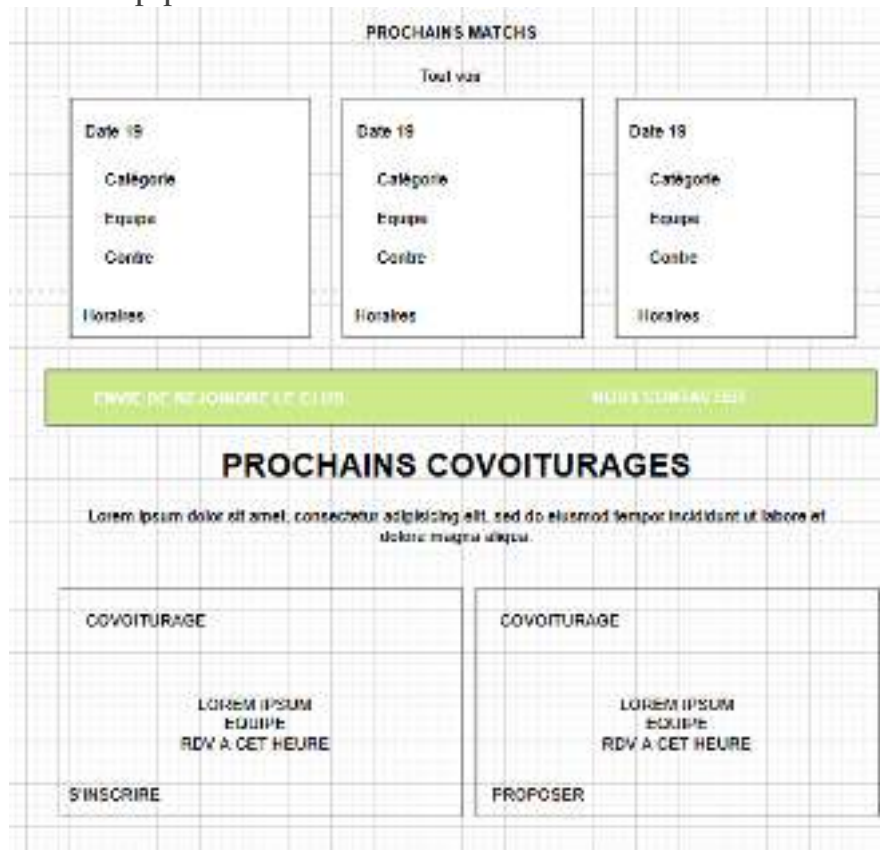 PROCHAINS MATCHS
Tout voir
Date 19
Catégorie
Equipe
Contre
Horaires
Date 19
Catégorie
Equipe
Contre
Horaires
Date 19
Catégorie
Equipe
Contre
Horaires
ENVIE DE REJOINDRE LE CLUB
NOUS CONTACTER
PROCHAINS COVOITURAGES
Lorem ipsum dolor sit amet, consectetur adipisicing elit, sed do eiusmod tempor incididunt ut labore et
dolore magna aliqua.
COVOITURAGE
LOREM IPSUM
EQUIPE
RDV A CET HEURE
S'INSCRIRE
COVOITURAGE
LOREM IPSUM
EQUIPE
RDV A CET HEURE
PROPOSER